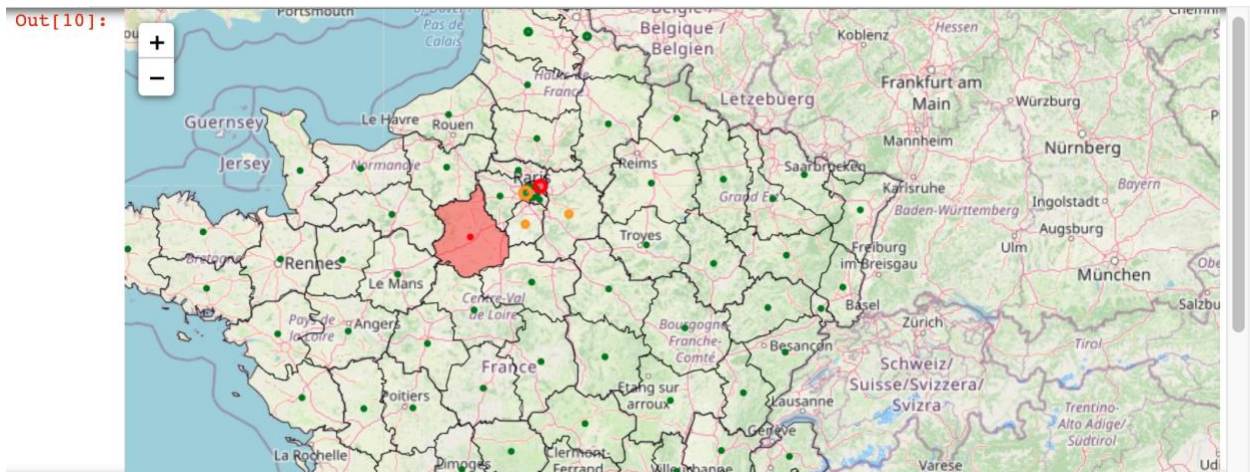 Out[10]:
+
−
Portsmouth
Pas de
Calais
Belgique /
Belgien
Koblenz
Hessen
Hauts-de-
France
Letzebuerg
Frankfurt am
Main
Würzburg
Guernsey
Le Havre
Rouen
Mannheim
Nürnberg
Jersey
Normandie
Paris
Reims
Saarbrücken
Grand Est
Karlsruhe
Bayern
Baden-Württemberg
Ingolstadt
Augsburg
Troyes
Freiburg
im Breisgau
Ulm
München
Bretagne
Rennes
Le Mans
Centre-Val
de Loire
Basel
Salzbu
Pays de
la Loire
Angers
Bourgogne-
Franche-
Comté
Besançon
Zürich
Tirol
France
Schweiz/
Suisse/Svizzera/
Svizra
Étang sur
arroux
Poitiers
Lausanne
Trentino-
Alto Adige/
Südtirol
Genève
La Rochelle
Limoges
Clermont-
Ferrand
Villeurbanne
Varese
Udi